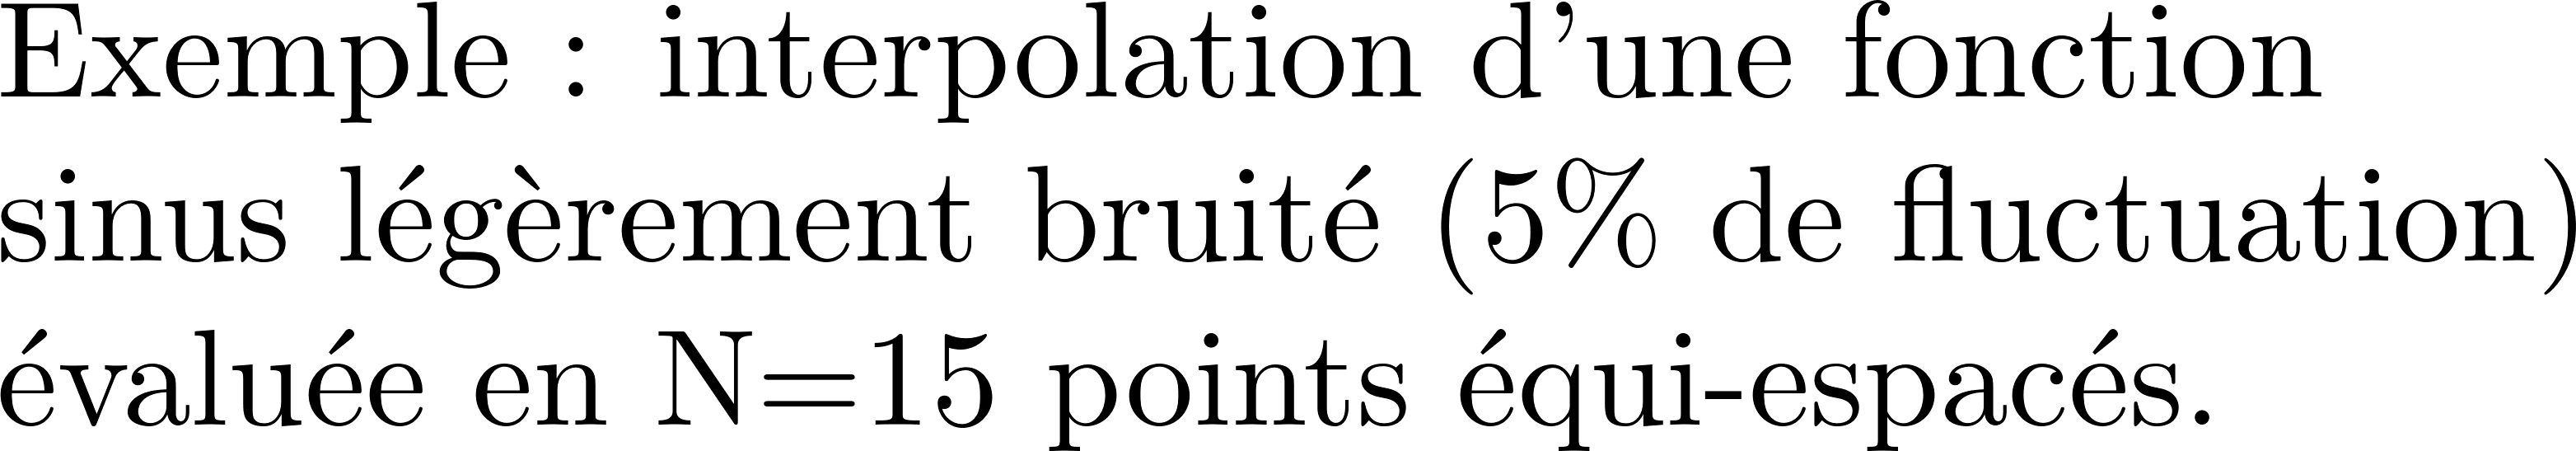 Exemple : interpolation d'une fonction
sinus légèrement bruité (5% de fluctuation)
évaluée en N=15 points équi-espacés.